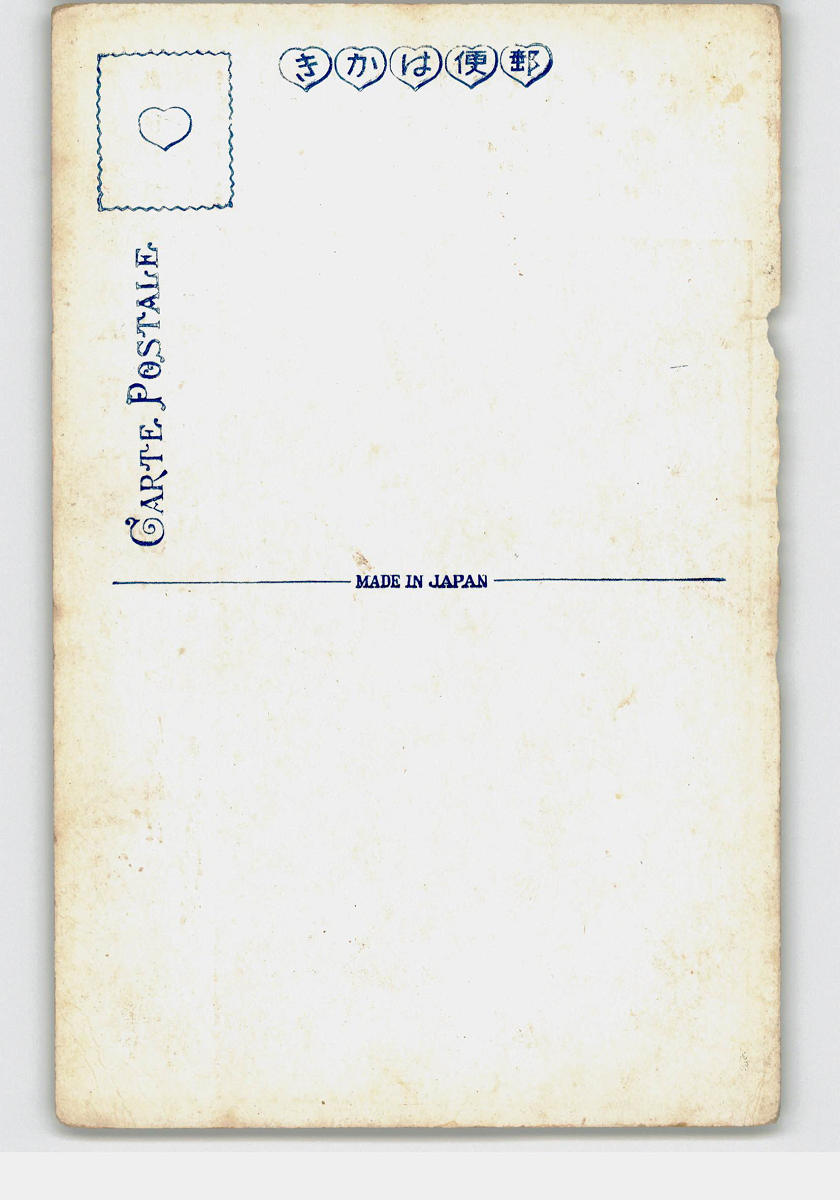 きかは便郵
CARTE POSTALE
MADE IN JAPAN